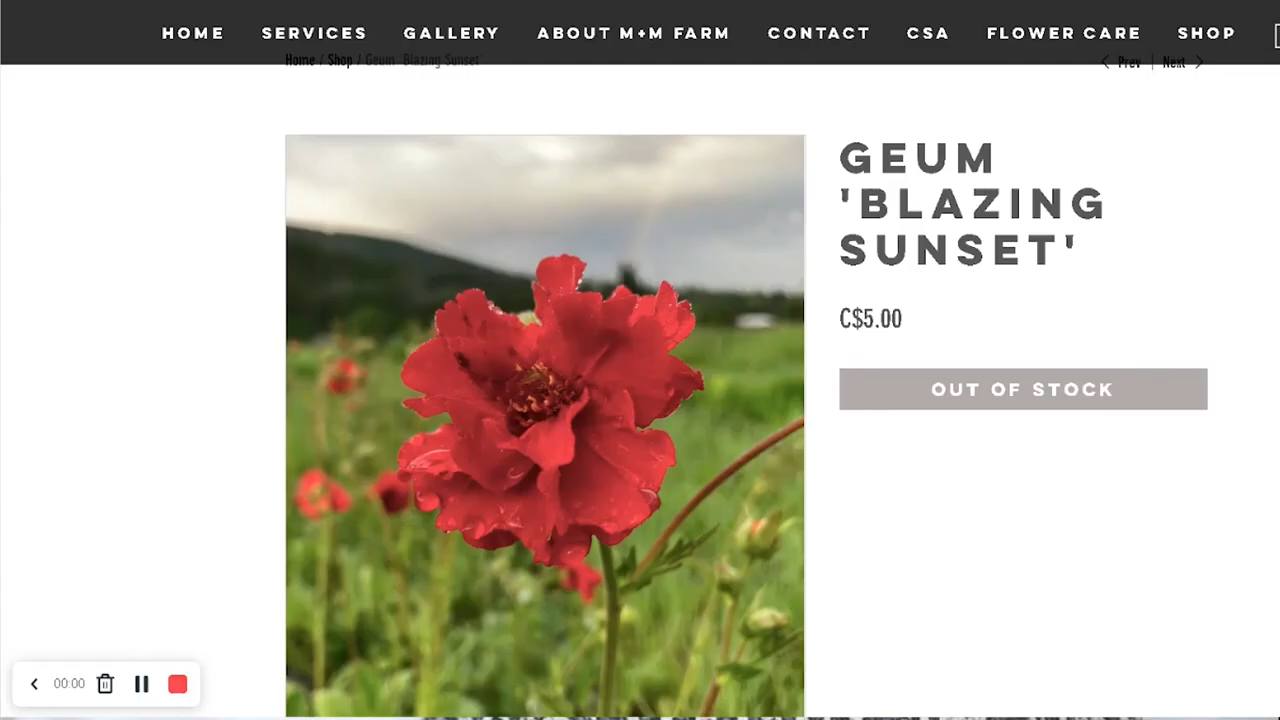 HOME SERVICES GALLERY ABOUT M+M FARM CONTACT CSA FLOWER CARE SHOP
Home / Shop / Geum 'Blazing Sunset'
Prev | Next
GEUM
'BLAZING
SUNSET'
C$5.00
OUT OF STOCK
00:00